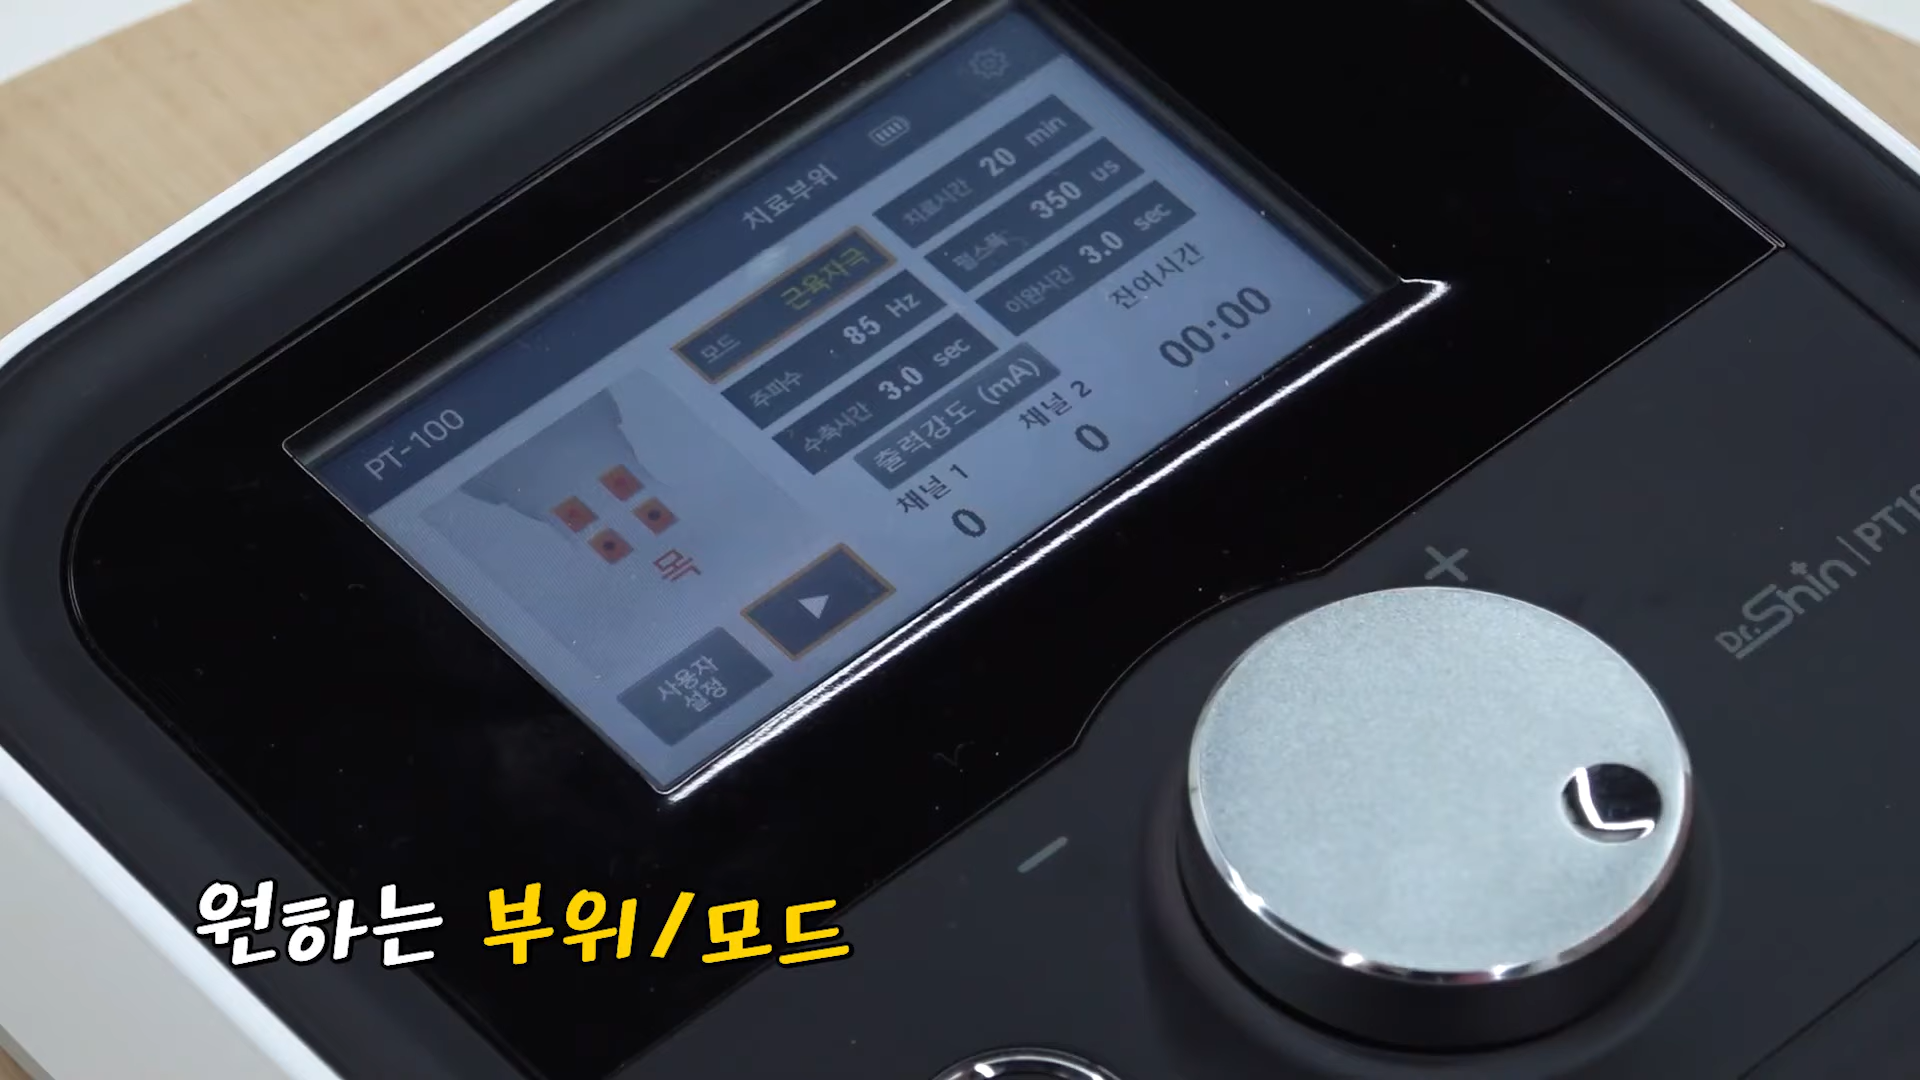 PT-100
치료부위
모드 근육자극
치료시간 20 min
주파수 85 Hz
펄스폭 350 us
수축시간 3.0 sec
이완시간 3.0 sec
출력강도 (mA)
잔여시간
채널 1
채널 2
00:00
0
0
목
사용자
설정
+
-
Dr.Shin
원하는 부위/모드